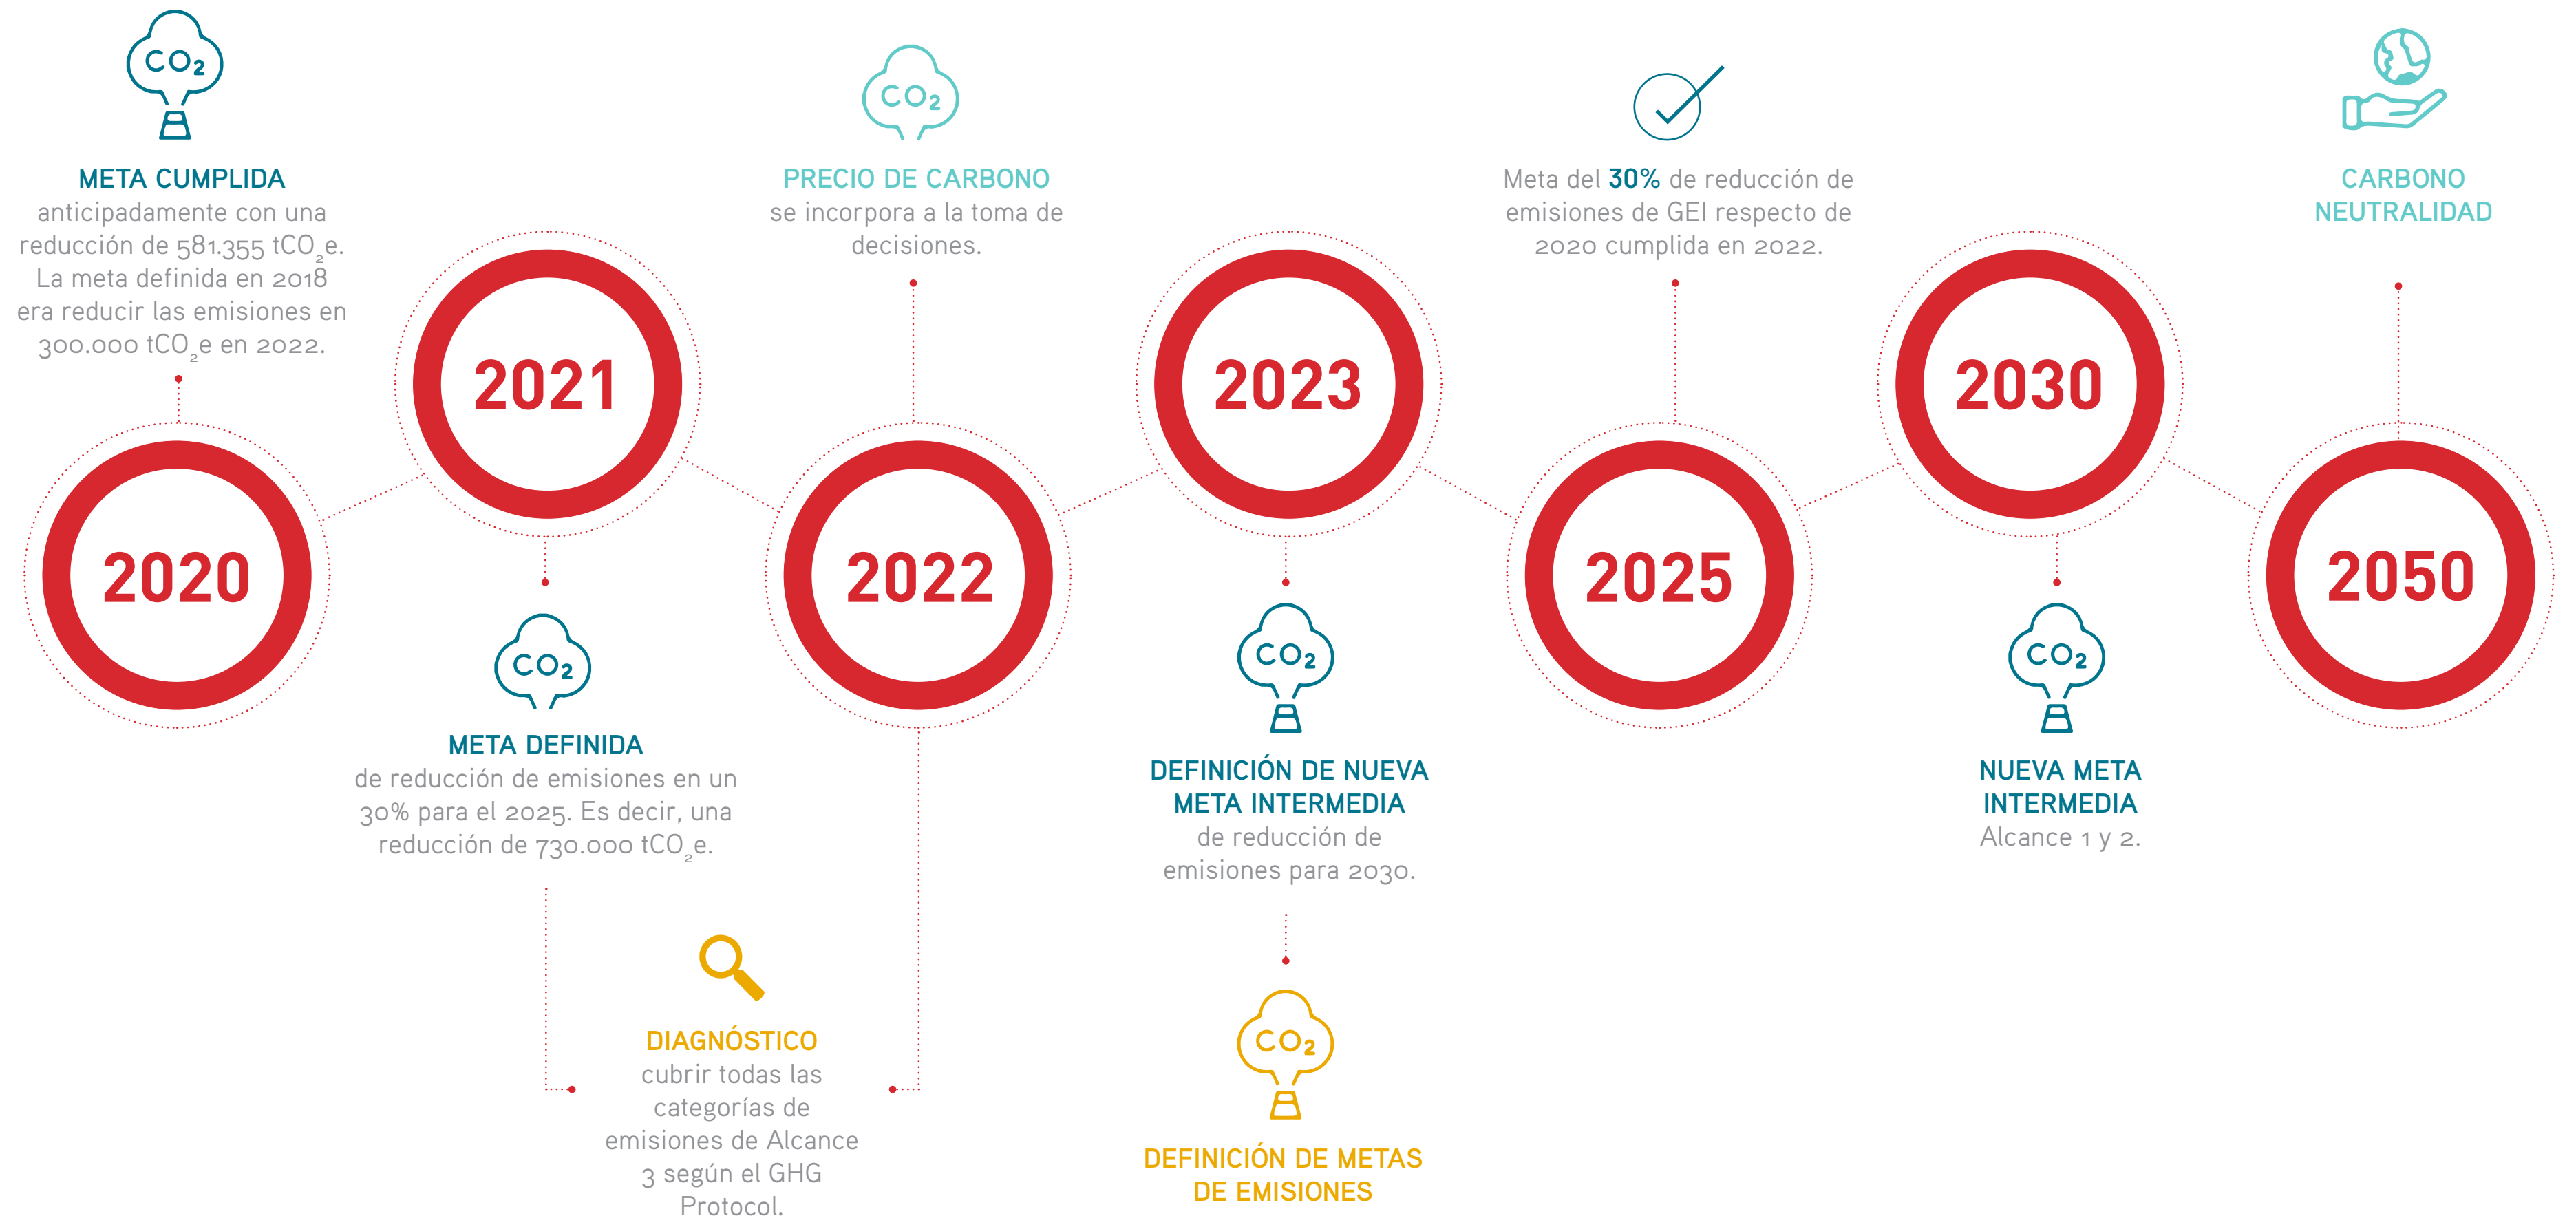 CO₂
META CUMPLIDA
anticipadamente con una
reducción de 581.355 tCO₂e.
La meta definida en 2018
era reducir las emisiones en
300.000 tCO₂e en 2022.
2020
2021
CO₂
META DEFINIDA
de reducción de emisiones en un
30% para el 2025. Es decir, una
reducción de 730.000 tCO₂e.
DIAGNÓSTICO
cubrir todas las
categorías de
emisiones de Alcance
3 según el GHG
Protocol.
CO₂
PRECIO DE CARBONO
se incorpora a la toma de
decisiones.
2022
2023
CO₂
DEFINICIÓN DE NUEVA
META INTERMEDIA
de reducción de
emisiones para 2030.
CO₂
DEFINICIÓN DE METAS
DE EMISIONES
Meta del 30% de reducción de
emisiones de GEI respecto de
2020 cumplida en 2022.
2025
2030
CO₂
NUEVA META
INTERMEDIA
Alcance 1 y 2.
CARBONO
NEUTRALIDAD
2050